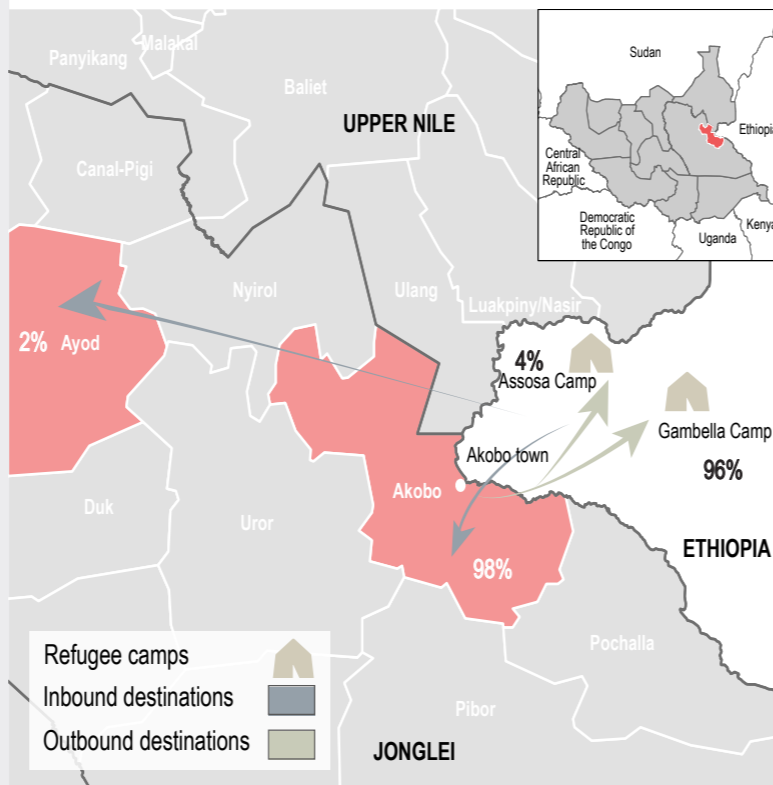 Panyikang
Malakal
Baliet
UPPER NILE
Canal-Pigi
Nyirol
Ulang
Luakpiny/Nasir
2% Ayod
4%
Assosa Camp
Gambella Camp
96%
Akobo town
Akobo
Duk
Uror
98%
ETHIOPIA
Pochalla
Pibor
JONGLEI
Sudan
Ethiopia
Central
African
Republic
Democratic
Republic of
the Congo
Uganda
Kenya
Refugee camps
Inbound destinations
Outbound destinations